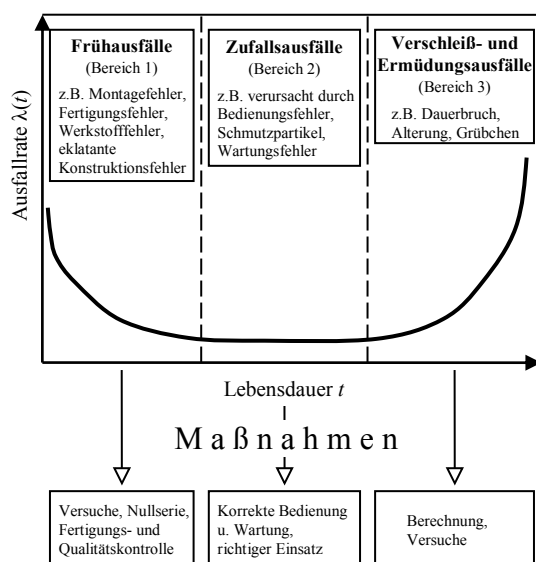 Ausfallrate λ(t)
Frühausfälle
(Bereich 1)
z.B. Montagefehler,
Fertigungsfehler,
Werkstofffehler,
eklatante
Konstruktionsfehler
Zufallsausfälle
(Bereich 2)
z.B. verursacht durch
Bedienungsfehler,
Schmutzpartikel,
Wartungsfehler
Verschleiß- und
Ermüdungsausfälle
(Bereich 3)
z.B. Dauerbruch,
Alterung, Grübchen
Lebensdauer t
Maßnahmen
Versuche, Nullserie,
Fertigungs- und
Qualitätskontrolle
Korrekte Bedienung
u. Wartung,
richtiger Einsatz
Berechnung,
Versuche